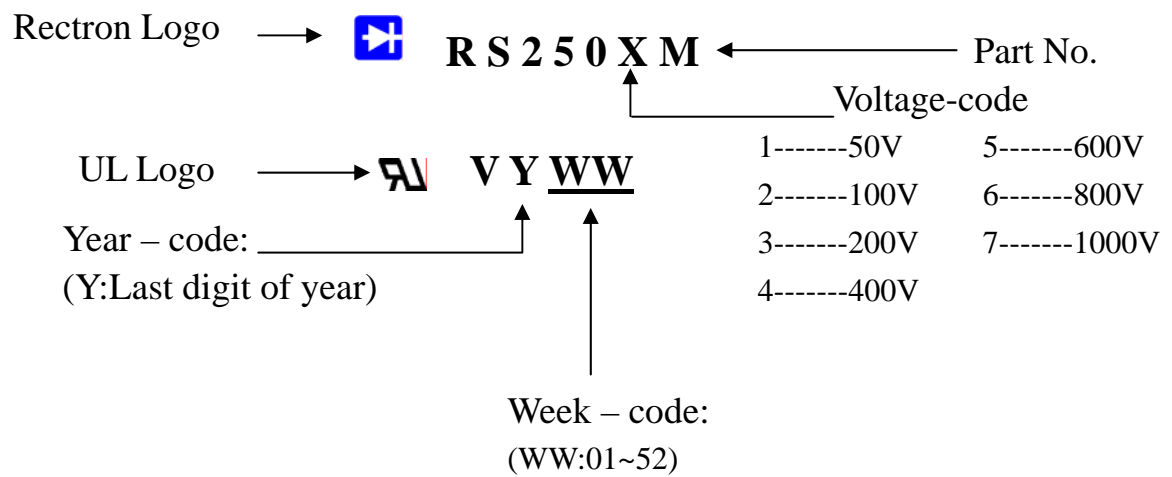 Rectron Logo
R S 2 5 0 X M
Part No.
Voltage-code
1-------50V 5-------600V
2-------100V 6-------800V
3-------200V 7-------1000V
4-------400V
UL Logo
V Y WW
Year – code:
(Y:Last digit of year)
Week – code:
(WW:01~52)